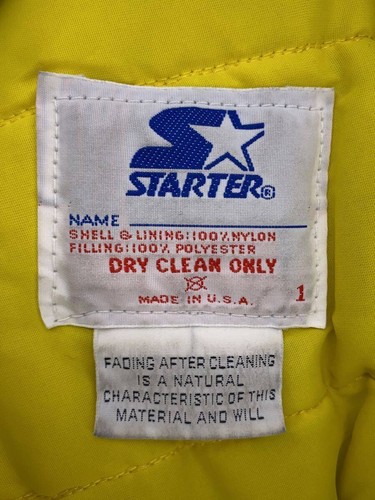 STARTER®
NAME
SHELL & LINING:100% NYLON
FILLING:100% POLYESTER
DRY CLEAN ONLY
MADE IN U.S.A.
1
FADING AFTER CLEANING
IS A NATURAL
CHARACTERISTIC OF THIS
MATERIAL AND WILL